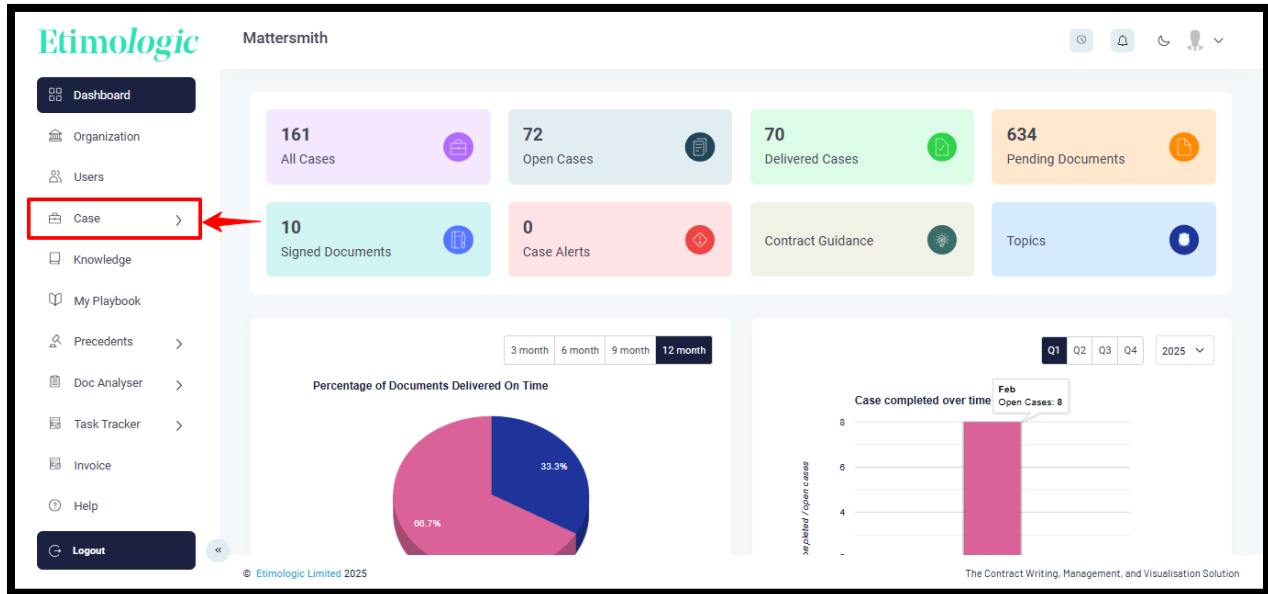 Etimologic
Mattersmith
Dashboard
Organization
Users
Case
Knowledge
My Playbook
Precedents
Doc Analyser
Task Tracker
Invoice
Help
Logout
161
All Cases
72
Open Cases
70
Delivered Cases
634
Pending Documents
10
Signed Documents
0
Case Alerts
Contract Guidance
Topics
3 month 6 month 9 month 12 month
Percentage of Documents Delivered On Time
33.3%
66.7%
Q1 Q2 Q3 Q4 2025
Case completed over time
Feb
Open Cases: 8
8
6
4
/ open cases
© Etimologic Limited 2025
The Contract Writing, Management, and Visualisation Solution